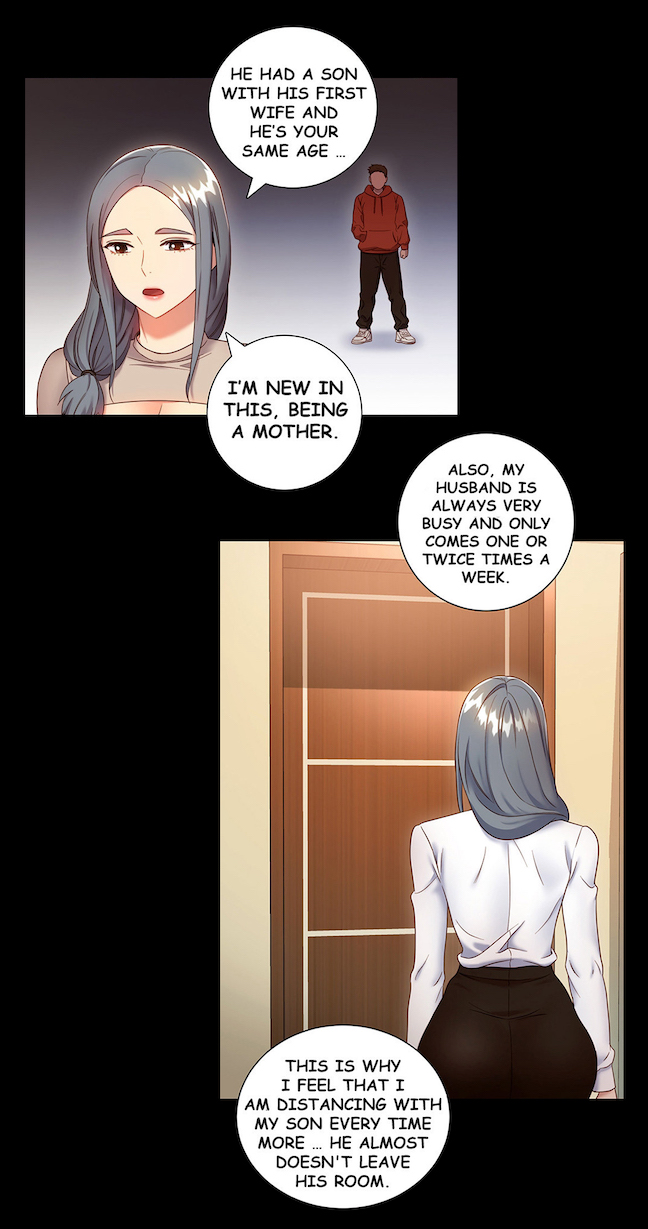 HE HAD A SON
WITH HIS FIRST
WIFE AND
HE'S YOUR
SAME AGE ...
I'M NEW IN
THIS, BEING
A MOTHER.
ALSO, MY
HUSBAND IS
ALWAYS VERY
BUSY AND ONLY
COMES ONE OR
TWICE TIMES A
WEEK.
THIS IS WHY
I FEEL THAT I
AM DISTANCING WITH
MY SON EVERY TIME
MORE ... HE ALMOST
DOESN'T LEAVE
HIS ROOM.